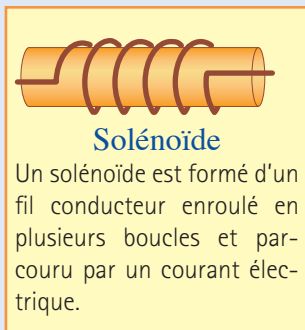 Solénoïde
Un solénoïde est formé d'un
fil conducteur enroulé en
plusieurs boucles et par-
couru par un courant élec-
trique.